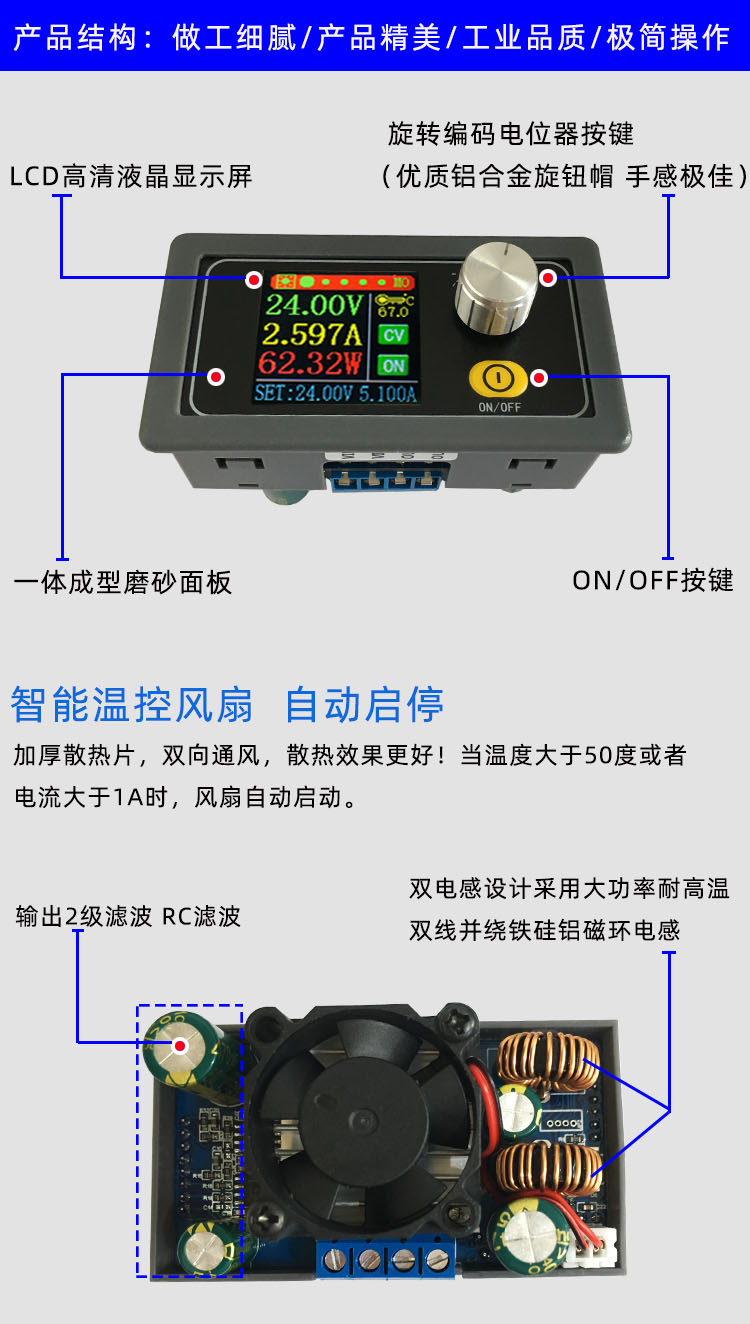 产品结构：做工细腻/产品精美/工业品质/极简操作
旋转编码电位器按键
LCD高清液晶显示屏
（优质铝合金旋钮帽 手感极佳）
M0
24.00V
℃
67.0
2.597A
CV
62.32W
ON
SET:24.00V 5.100A
ON/OFF
一体成型磨砂面板
ON/OFF按键
智能温控风扇 自动启停
加厚散热片，双向通风，散热效果更好！当温度大于50度或者
电流大于1A时，风扇自动启动。
双电感设计采用大功率耐高温
输出2级滤波 RC滤波
双线并绕铁硅铝磁环电感